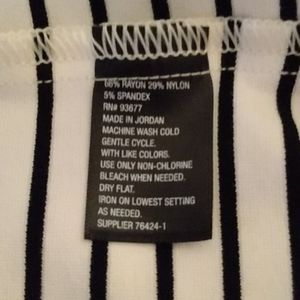 66% RAYON 29% NYLON
5% SPANDEX
RN# 93677
MADE IN JORDAN
MACHINE WASH COLD
GENTLE CYCLE.
WITH LIKE COLORS.
USE ONLY NON-CHLORINE
BLEACH WHEN NEEDED.
DRY FLAT.
IRON ON LOWEST SETTING
AS NEEDED.
SUPPLIER 76424-1